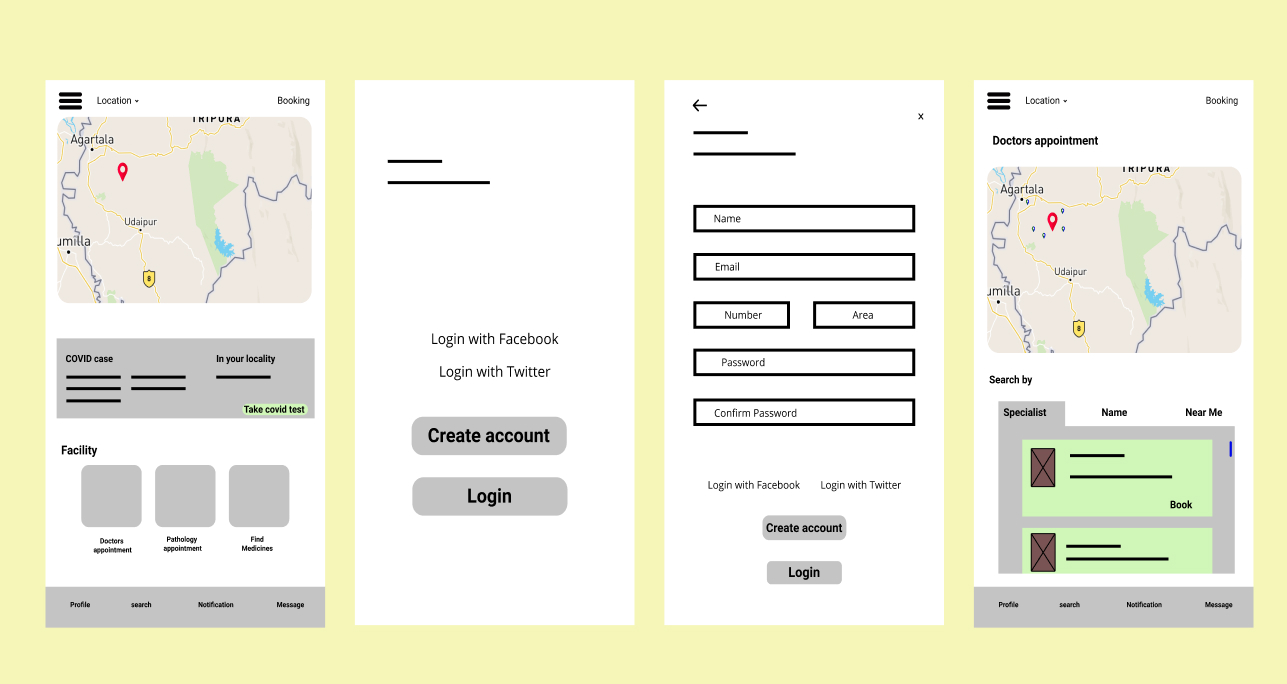 Location
Booking
TRIPURA
Agartala
Udaipur
umilla
8
COVID case
In your locality
Take covid test
Facility
Doctors
appointment
Pathology
appointment
Find
Medicines
Profile
search
Notification
Message
Login with Facebook
Login with Twitter
Create account
Login
x
Name
Email
Number
Area
Password
Confirm Password
Login with Facebook
Login with Twitter
Create account
Login
Location
Booking
Doctors appointment
TRIPURA
Agartala
Udaipur
umilla
8
Search by
Specialist
Name
Near Me
Book
Profile
search
Notification
Message